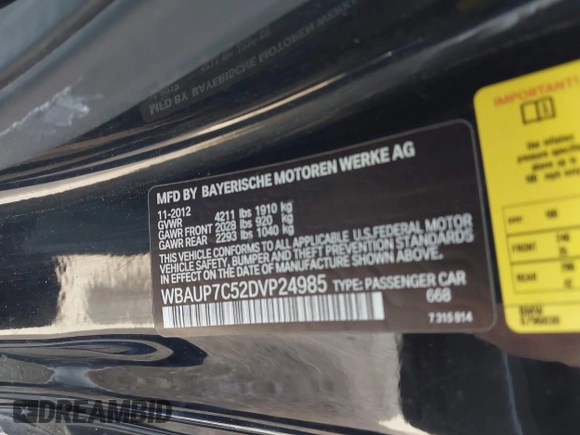 MFD BY BAYERISCHE MOTOREN WERKE AG
11-2012
GVWR 4211 lbs 1910 kg
GAWR FRONT 2028 lbs 920 kg
GAWR REAR 2293 lbs 1040 kg
THIS VEHICLE CONFORMS TO ALL APPLICABLE U.S.FEDERAL MOTOR
VEHICLE SAFETY, BUMPER AND THEFT PREVENTION STANDARDS
IN EFFECT ON THE DATE OF MANUFACTURE SHOWN ABOVE.
WBAUP7C52DVP24985 TYPE: PASSENGER CAR
668
7 315 914
IMPORTANT!
DREAMBID